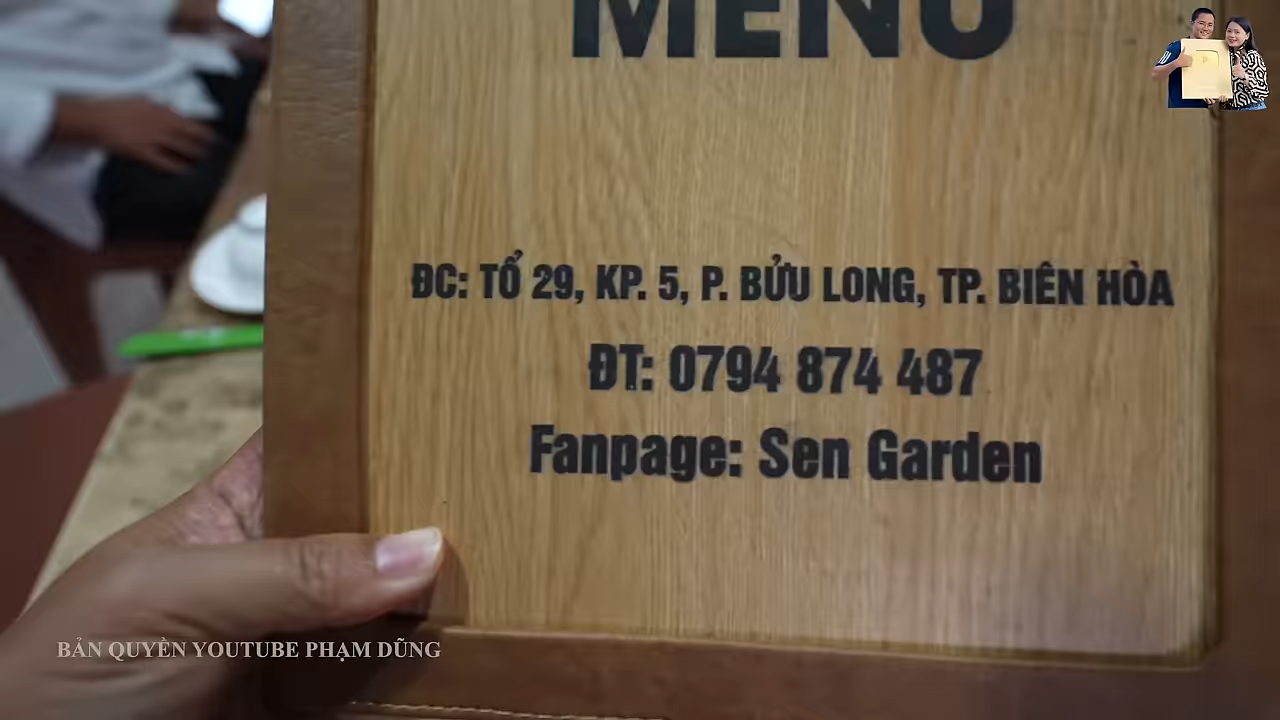 MENU
ĐC: TỔ 29, KP. 5, P. BỬU LONG, TP. BIÊN HÒA
ĐT: 0794 874 487
Fanpage: Sen Garden
BẢN QUYỀN YOUTUBE PHẠM DŨNG